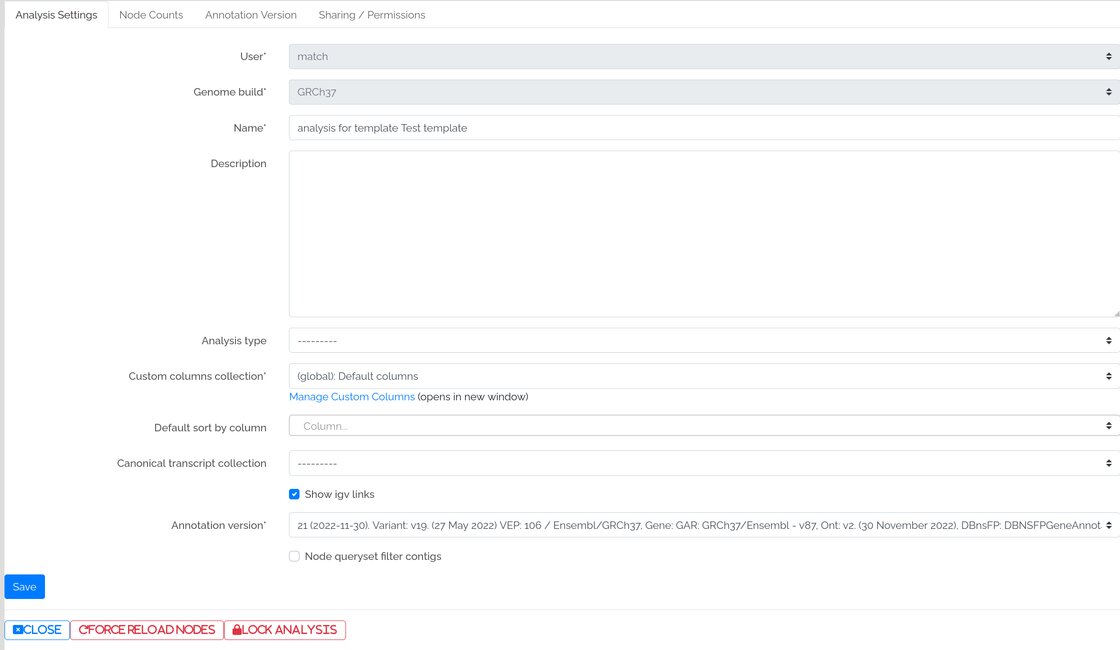 Analysis Settings Node Counts Annotation Version Sharing / Permissions
User* match
Genome build* GRCh37
Name* analysis for template Test template
Description
Analysis type ---------
Custom columns collection* (global): Default columns
Manage Custom Columns (opens in new window)
Default sort by column Column...
Canonical transcript collection ---------
Show igv links
Annotation version* 21 (2022-11-30). Variant: v19. (27 May 2022) VEP: 106 / Ensembl/GRCh37, Gene: GAR: GRCh37/Ensembl - v87, Ont: v2. (30 November 2022), DBnsFP: DBNSFPGeneAnnot
Node queryset filter contigs
Save
CLOSE FORCE RELOAD NODES LOCK ANALYSIS